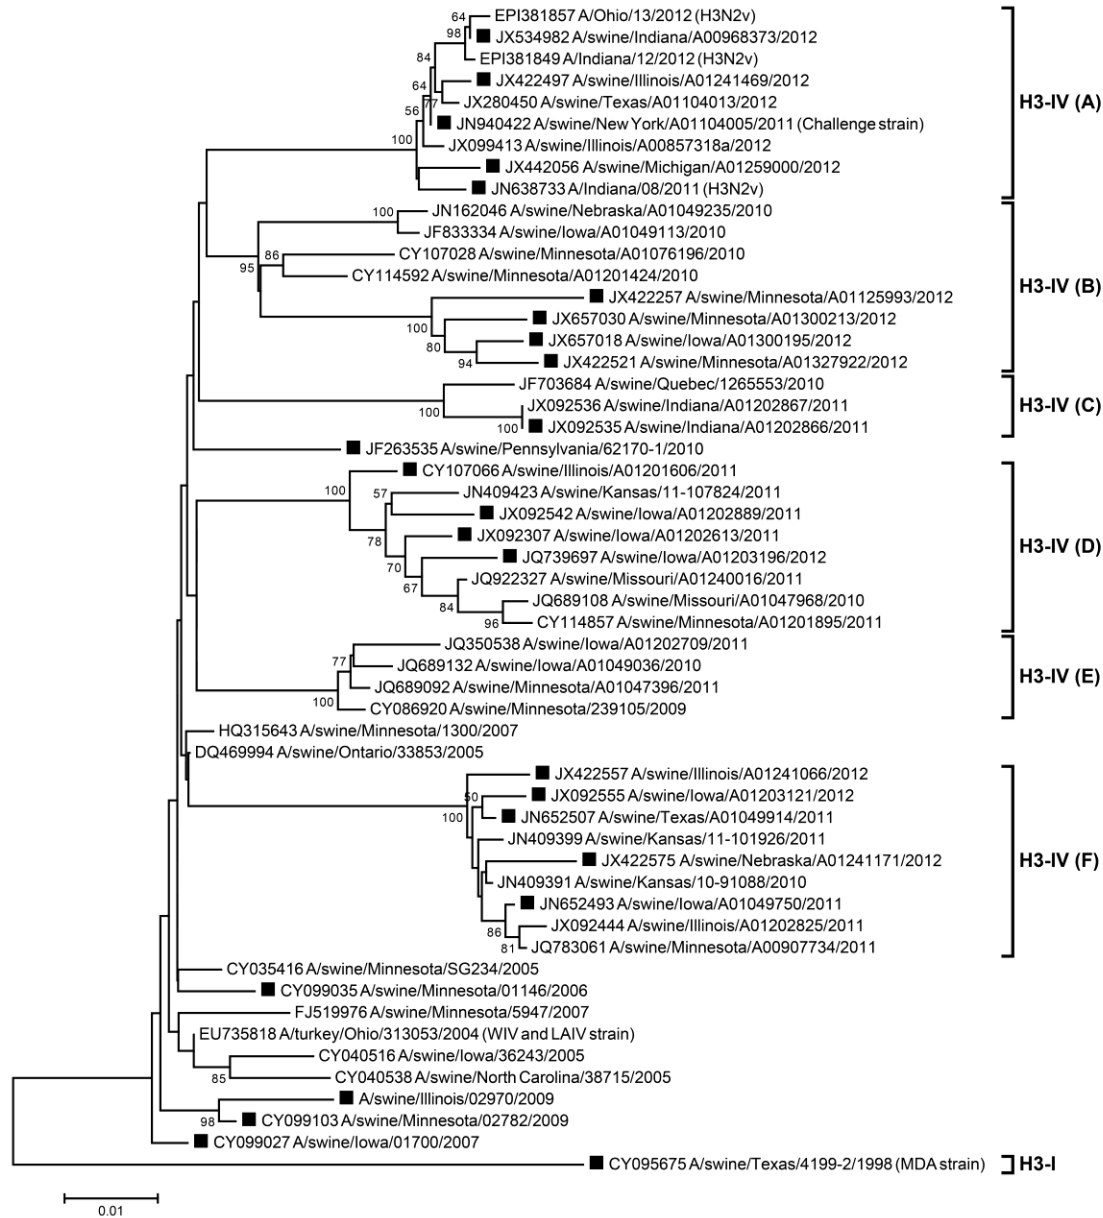 64
EPI381857 A/Ohio/13/2012 (H3N2v)
98
JX534982 A/swine/Indiana/A00968373/2012
84
EPI381849 A/Indiana/12/2012 (H3N2v)
64
JX422497 A/swine/Illinois/A01241469/2012
77
JX280450 A/swine/Texas/A01104013/2012
H3-IV (A)
56
JN940422 A/swine/New York/A01104005/2011 (Challenge strain)
100
JX099413 A/swine/Illinois/A00857318a/2012
JX442056 A/swine/Michigan/A01259000/2012
JN638733 A/Indiana/08/2011 (H3N2v)
100
JN162046 A/swine/Nebraska/A01049235/2010
JF833334 A/swine/Iowa/A01049113/2010
86
CY107028 A/swine/Minnesota/A01076196/2010
95
CY114592 A/swine/Minnesota/A01201424/2010
H3-IV (B)
JX422257 A/swine/Minnesota/A01125993/2012
100
JX657030 A/swine/Minnesota/A01300213/2012
80
JX657018 A/swine/Iowa/A01300195/2012
94
JX422521 A/swine/Minnesota/A01327922/2012
JF703684 A/swine/Quebec/1265553/2010
100
JX092536 A/swine/Indiana/A01202867/2011
H3-IV (C)
100
JX092535 A/swine/Indiana/A01202866/2011
JF263535 A/swine/Pennsylvania/62170-1/2010
CY107066 A/swine/Illinois/A01201606/2011
100
57
JN409423 A/swine/Kansas/11-107824/2011
JX092542 A/swine/Iowa/A01202889/2011
78
JX092307 A/swine/Iowa/A01202613/2011
H3-IV (D)
70
JQ739697 A/swine/Iowa/A01203196/2012
67
JQ922327 A/swine/Missouri/A01240016/2011
84
JQ689108 A/swine/Missouri/A01047968/2010
96
CY114857 A/swine/Minnesota/A01201895/2011
JQ350538 A/swine/Iowa/A01202709/2011
77
JQ689132 A/swine/Iowa/A01049036/2010
H3-IV (E)
JQ689092 A/swine/Minnesota/A01047396/2011
100
CY086920 A/swine/Minnesota/239105/2009
HQ315643 A/swine/Minnesota/1300/2007
DQ469994 A/swine/Ontario/33853/2005
JX422557 A/swine/Illinois/A01241066/2012
50
JX092555 A/swine/Iowa/A01203121/2012
100
JN652507 A/swine/Texas/A01049914/2011
JN409399 A/swine/Kansas/11-101926/2011
JX422575 A/swine/Nebraska/A01241171/2012
H3-IV (F)
JN409391 A/swine/Kansas/10-91088/2010
JN652493 A/swine/Iowa/A01049750/2011
86
JX092444 A/swine/Illinois/A01202825/2011
81
JQ783061 A/swine/Minnesota/A00907734/2011
CY035416 A/swine/Minnesota/SG234/2005
CY099035 A/swine/Minnesota/01146/2006
FJ519976 A/swine/Minnesota/5947/2007
EU735818 A/turkey/Ohio/313053/2004 (WIV and LAIV strain)
CY040516 A/swine/Iowa/36243/2005
85
CY040538 A/swine/North Carolina/38715/2005
A/swine/Illinois/02970/2009
98
CY099103 A/swine/Minnesota/02782/2009
CY099027 A/swine/Iowa/01700/2007
CY095675 A/swine/Texas/4199-2/1998 (MDA strain)
H3-I
0.01